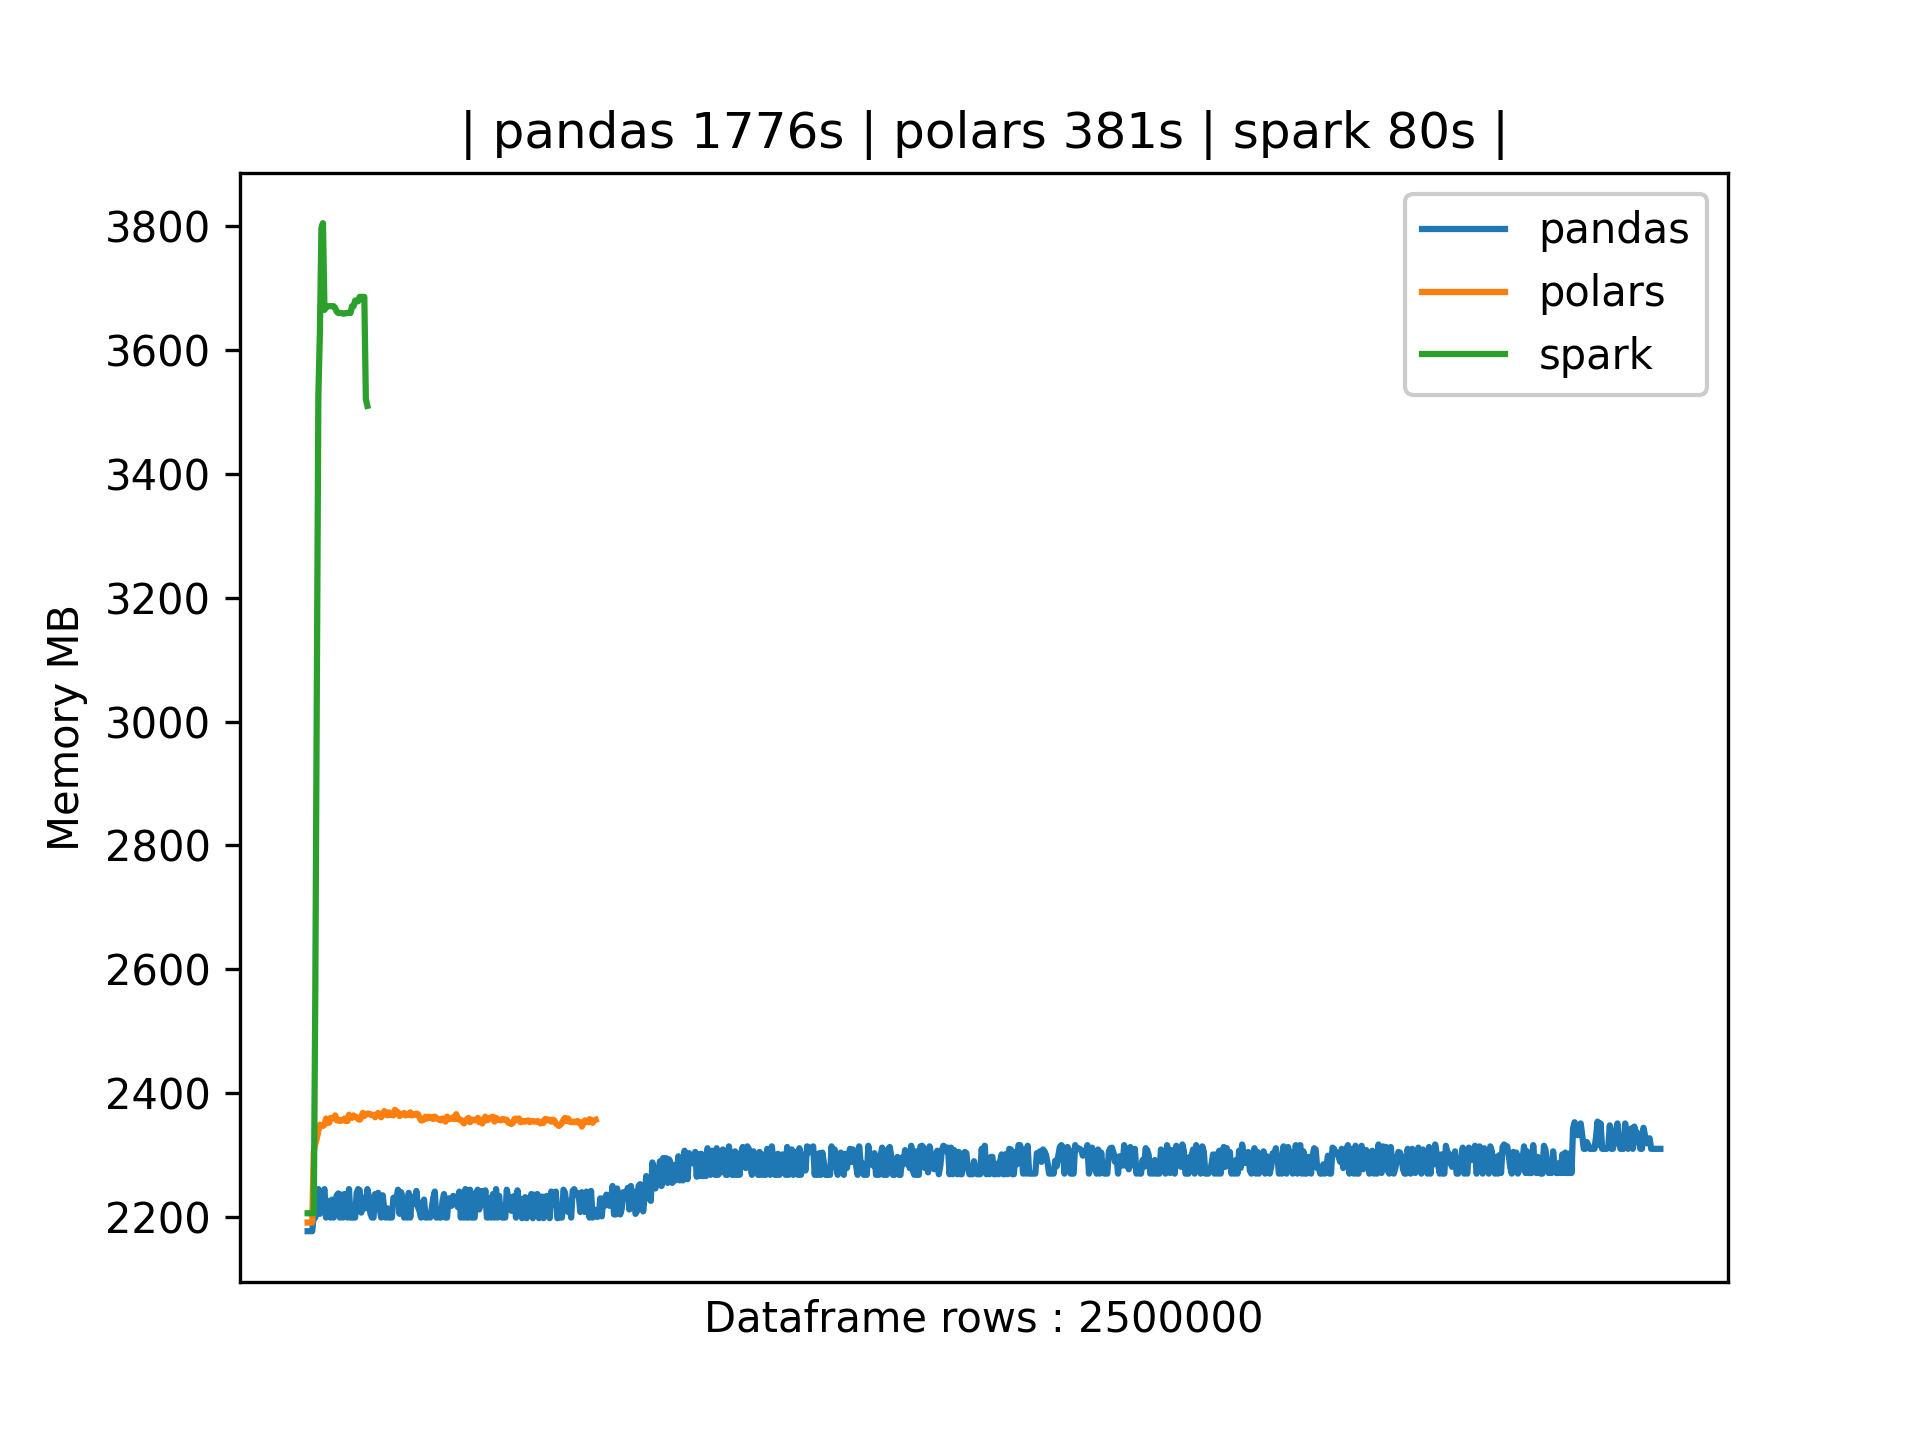 | pandas 1776s | polars 381s | spark 80s |
3800
3600
3400
3200
3000
2800
2600
2400
2200
Memory MB
pandas
polars
spark
Dataframe rows : 2500000